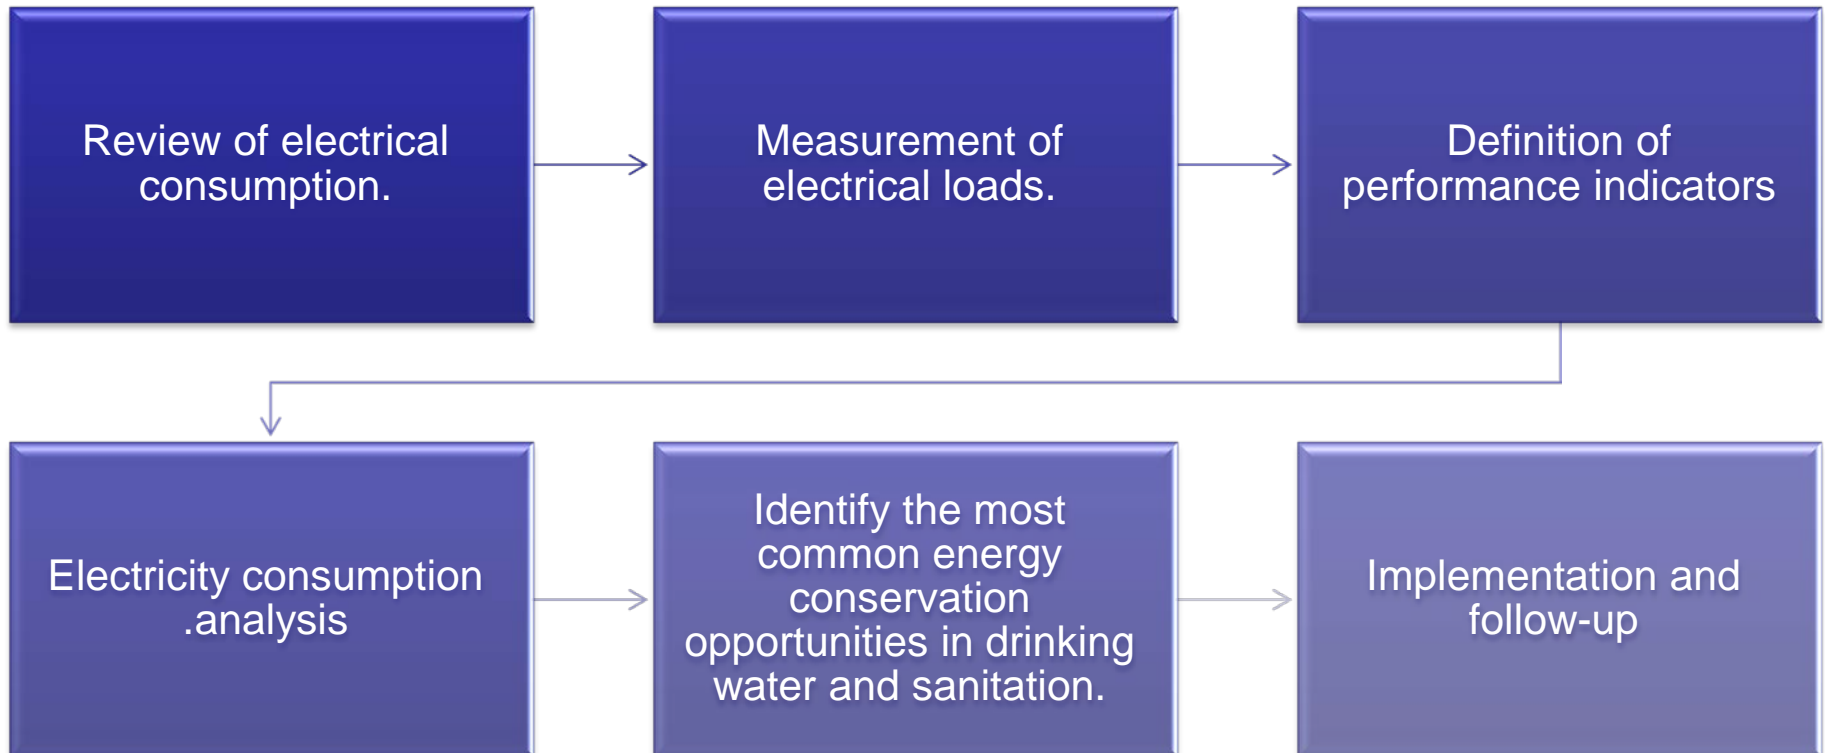 Review of electrical
consumption.
Measurement of
electrical loads.
Definition of
performance indicators
Electricity consumption
.analysis
Identify the most
common energy
conservation
opportunities in drinking
water and sanitation.
Implementation and
follow-up